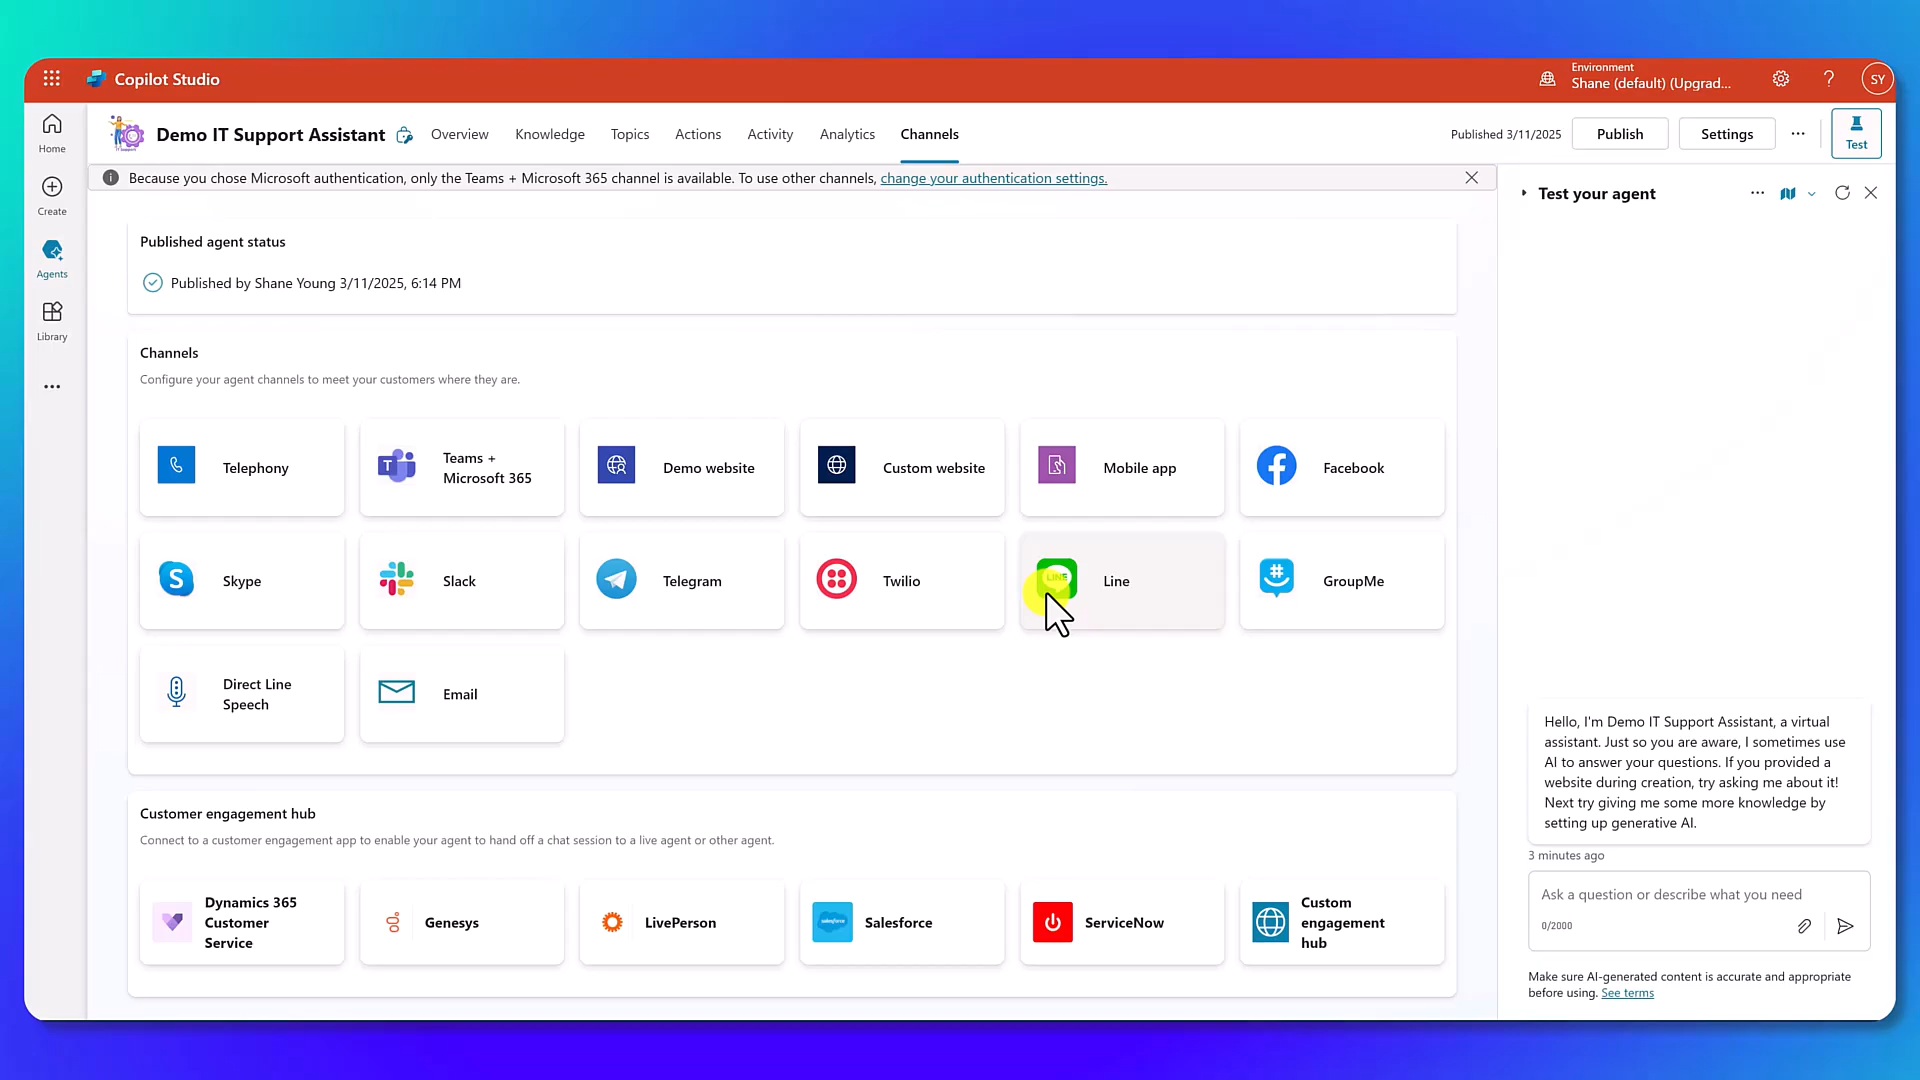 Copilot Studio
Environment
Shane (default) (Upgrad...
SY
Home
Create
Agents
Library
Demo IT Support Assistant
Overview
Knowledge
Topics
Actions
Activity
Analytics
Channels
Published 3/11/2025
Publish
Settings
Test
Because you chose Microsoft authentication, only the Teams + Microsoft 365 channel is available. To use other channels, change your authentication settings.
Published agent status
Published by Shane Young 3/11/2025, 6:14 PM
Channels
Configure your agent channels to meet your customers where they are.
Telephony
Teams +
Microsoft 365
Demo website
Custom website
Mobile app
Facebook
Skype
Slack
Telegram
Twilio
LINE
Line
GroupMe
Direct Line
Speech
Email
Customer engagement hub
Connect to a customer engagement app to enable your agent to hand off a chat session to a live agent or other agent.
Dynamics 365
Customer
Service
Genesys
LivePerson
salesforce
Salesforce
ServiceNow
Custom
engagement
hub
Test your agent
Hello, I'm Demo IT Support Assistant, a virtual
assistant. Just so you are aware, I sometimes use
AI to answer your questions. If you provided a
website during creation, try asking me about it!
Next try giving me some more knowledge by
setting up generative AI.
3 minutes ago
Ask a question or describe what you need
0/2000
Make sure AI-generated content is accurate and appropriate
before using. See terms